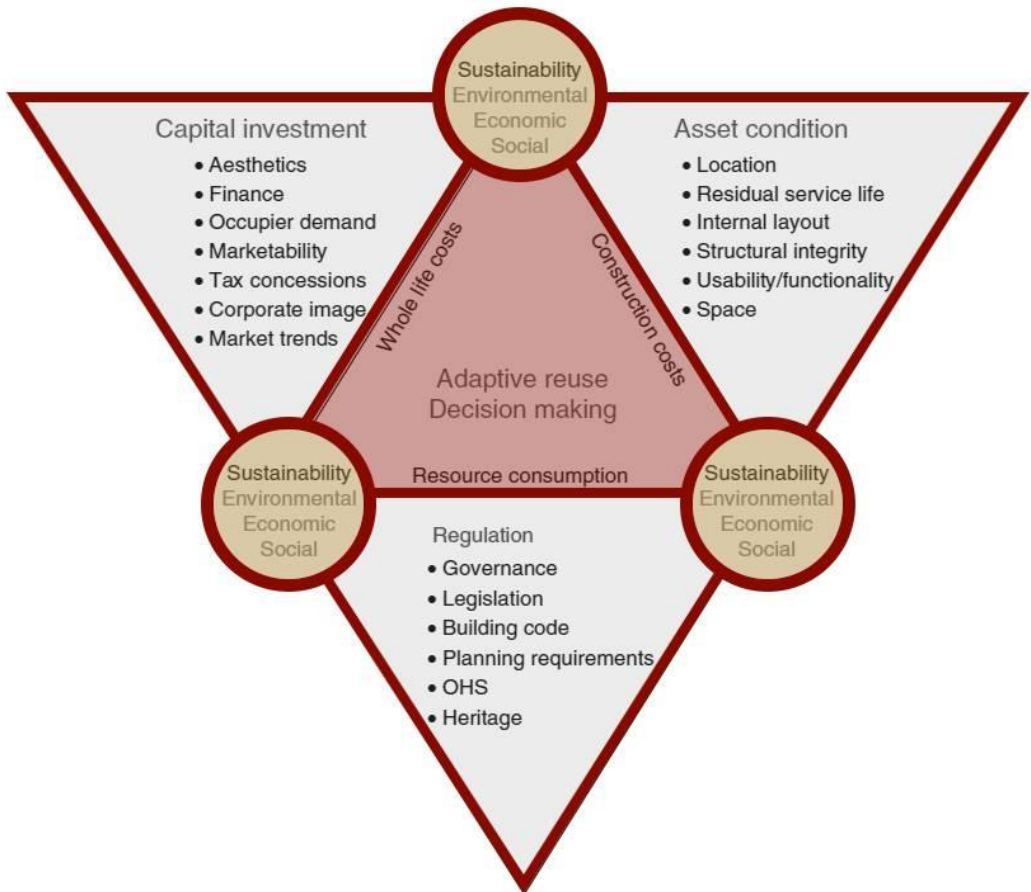 Sustainability
Environmental
Economic
Social
Capital investment
• Aesthetics
• Finance
• Occupier demand
• Marketability
• Tax concessions
• Corporate image
• Market trends
Asset condition
• Location
• Residual service life
• Internal layout
• Structural integrity
• Usability/functionality
• Space
Whole life costs
Construction costs
Adaptive reuse
Decision making
Resource consumption
Sustainability
Environmental
Economic
Social
Sustainability
Environmental
Economic
Social
Regulation
• Governance
• Legislation
• Building code
• Planning requirements
• OHS
• Heritage